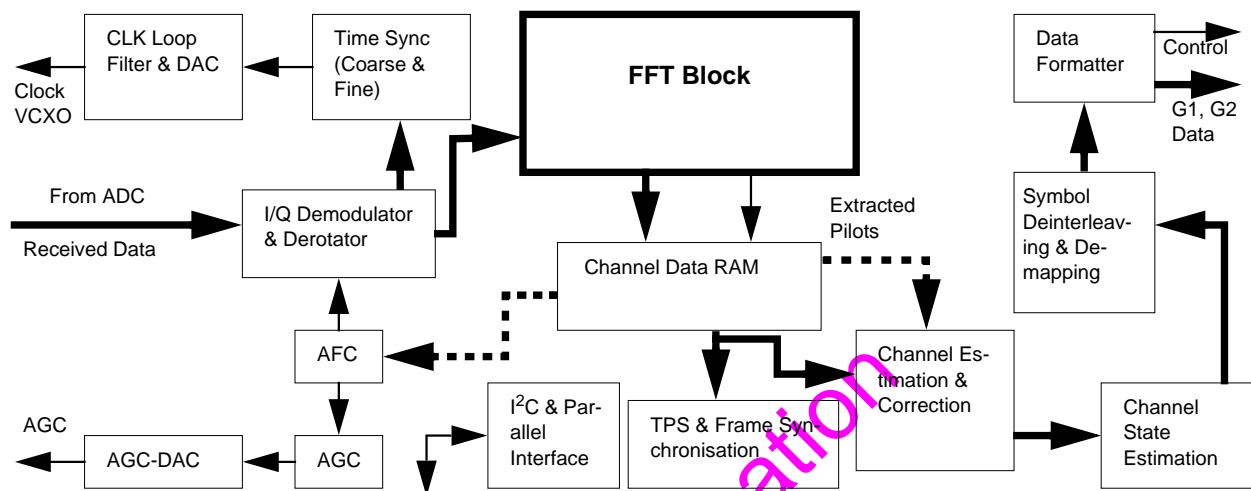 CLK Loop
Filter & DAC
Time Sync
(Coarse &
Fine)
FFT Block
Data
Formatter
Control
Clock
VCXO
G1, G2
Data
From ADC
Received Data
I/Q Demodulator
& Derotator
Extracted
Pilots
Symbol
Deinterleav-
ing & De-
mapping
Channel Data RAM
AFC
Channel Es-
timation &
Correction
I2C & Par-
allel
Interface
TPS & Frame Syn-
chronisation
Channel
State
Estimation
AGC
AGC-DAC
AGC
ation